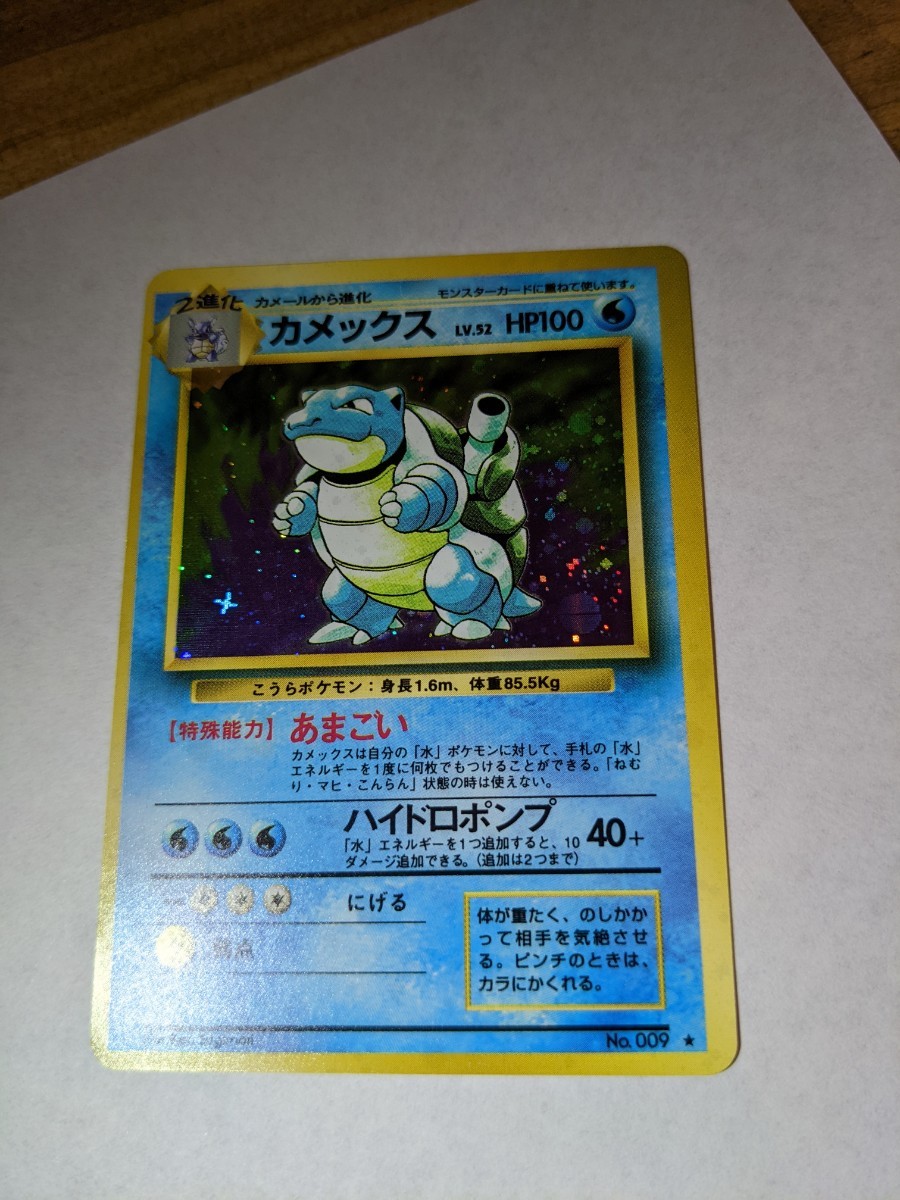 2進化
カメールから進化
モンスターカードに重ねて使います。
カメックス LV.52 HP100
こうらポケモン：身長1.6m、体重85.5Kg
【特殊能力】 あまごい
カメックスは自分の「水」ポケモンに対して、手札の「水」
エネルギーを1度に何枚でもつけることができる。「ねむ
り・マヒ・こんらん」状態の時は使えない。
ハイドロポンプ 40+
「水」エネルギーを1つ追加すると、10
ダメージ追加できる。（追加は2つまで）
にげる
弱点
体が重たく、のしかか
って相手を気絶させ
る。ピンチのときは、
カラにかくれる。
No. 009 ★